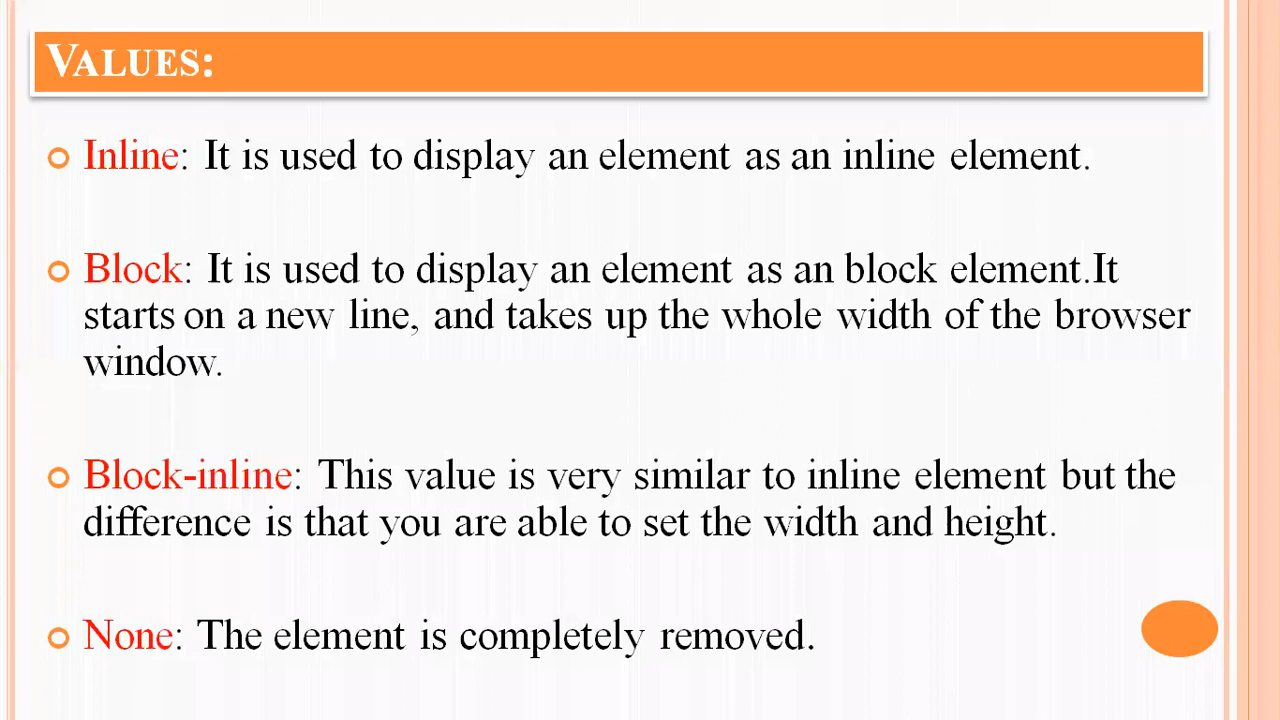 VALUES:
Inline: It is used to display an element as an inline element.
Block: It is used to display an element as an block element.It
starts on a new line, and takes up the whole width of the browser
window.
Block-inline: This value is very similar to inline element but the
difference is that you are able to set the width and height.
None: The element is completely removed.